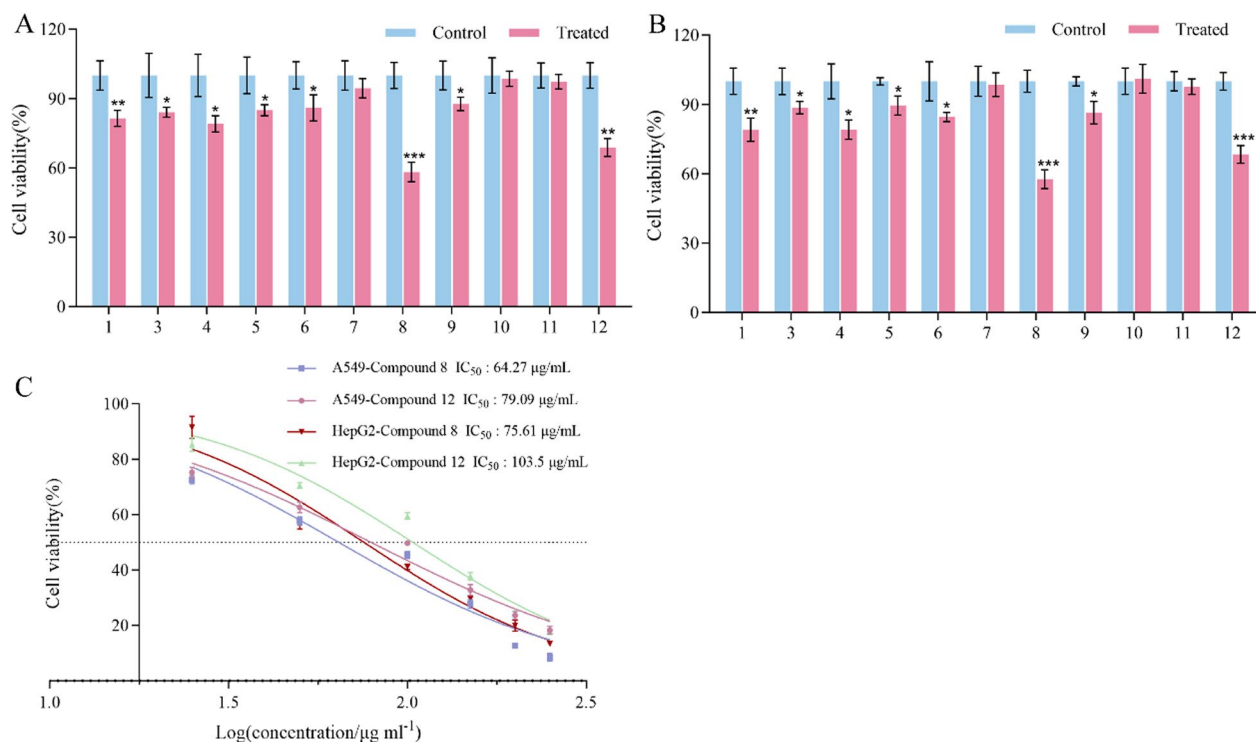 A
Control Treated
Cell viability(%)
120
90
60
30
0
** * * * * *** * **
1 3 4 5 6 7 8 9 10 11 12
B
Control Treated
Cell viability(%)
120
90
60
30
0
** * * * * *** * ***
1 3 4 5 6 7 8 9 10 11 12
C
A549-Compound 8 IC50 : 64.27 μg/mL
A549-Compound 12 IC50 : 79.09 μg/mL
HepG2-Compound 8 IC50 : 75.61 μg/mL
HepG2-Compound 12 IC50 : 103.5 μg/mL
Cell viability(%)
100
80
60
40
20
1.0 1.5 2.0 2.5
Log(concentration/μg ml-1)